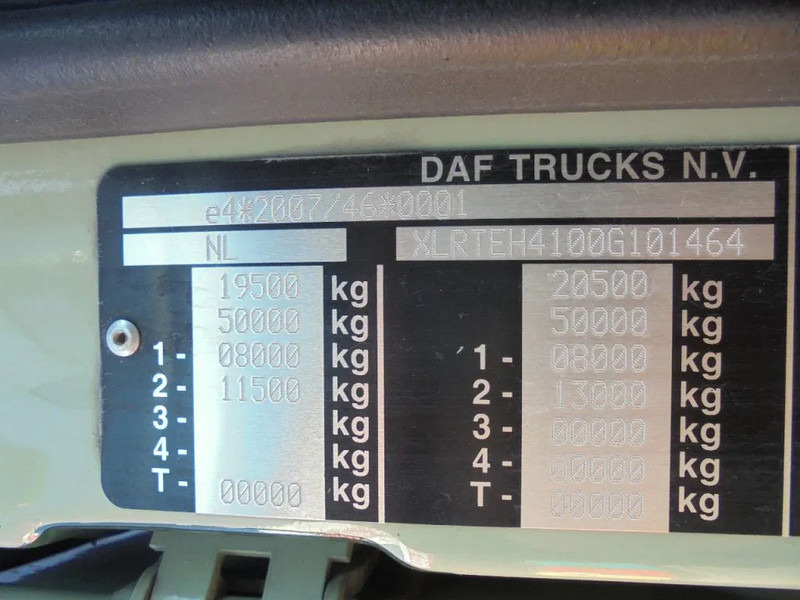 DAF TRUCKS N.V.
e4*2007/46*0001
NL XLRTEH4100G101464
19500 kg 20500 kg
50000 kg 50000 kg
1- 08000 kg 1- 08000 kg
2- 11500 kg 2- 13000 kg
3- kg 3- 00000 kg
4- kg 4- 00000 kg
T- 00000 kg T- 00000 kg